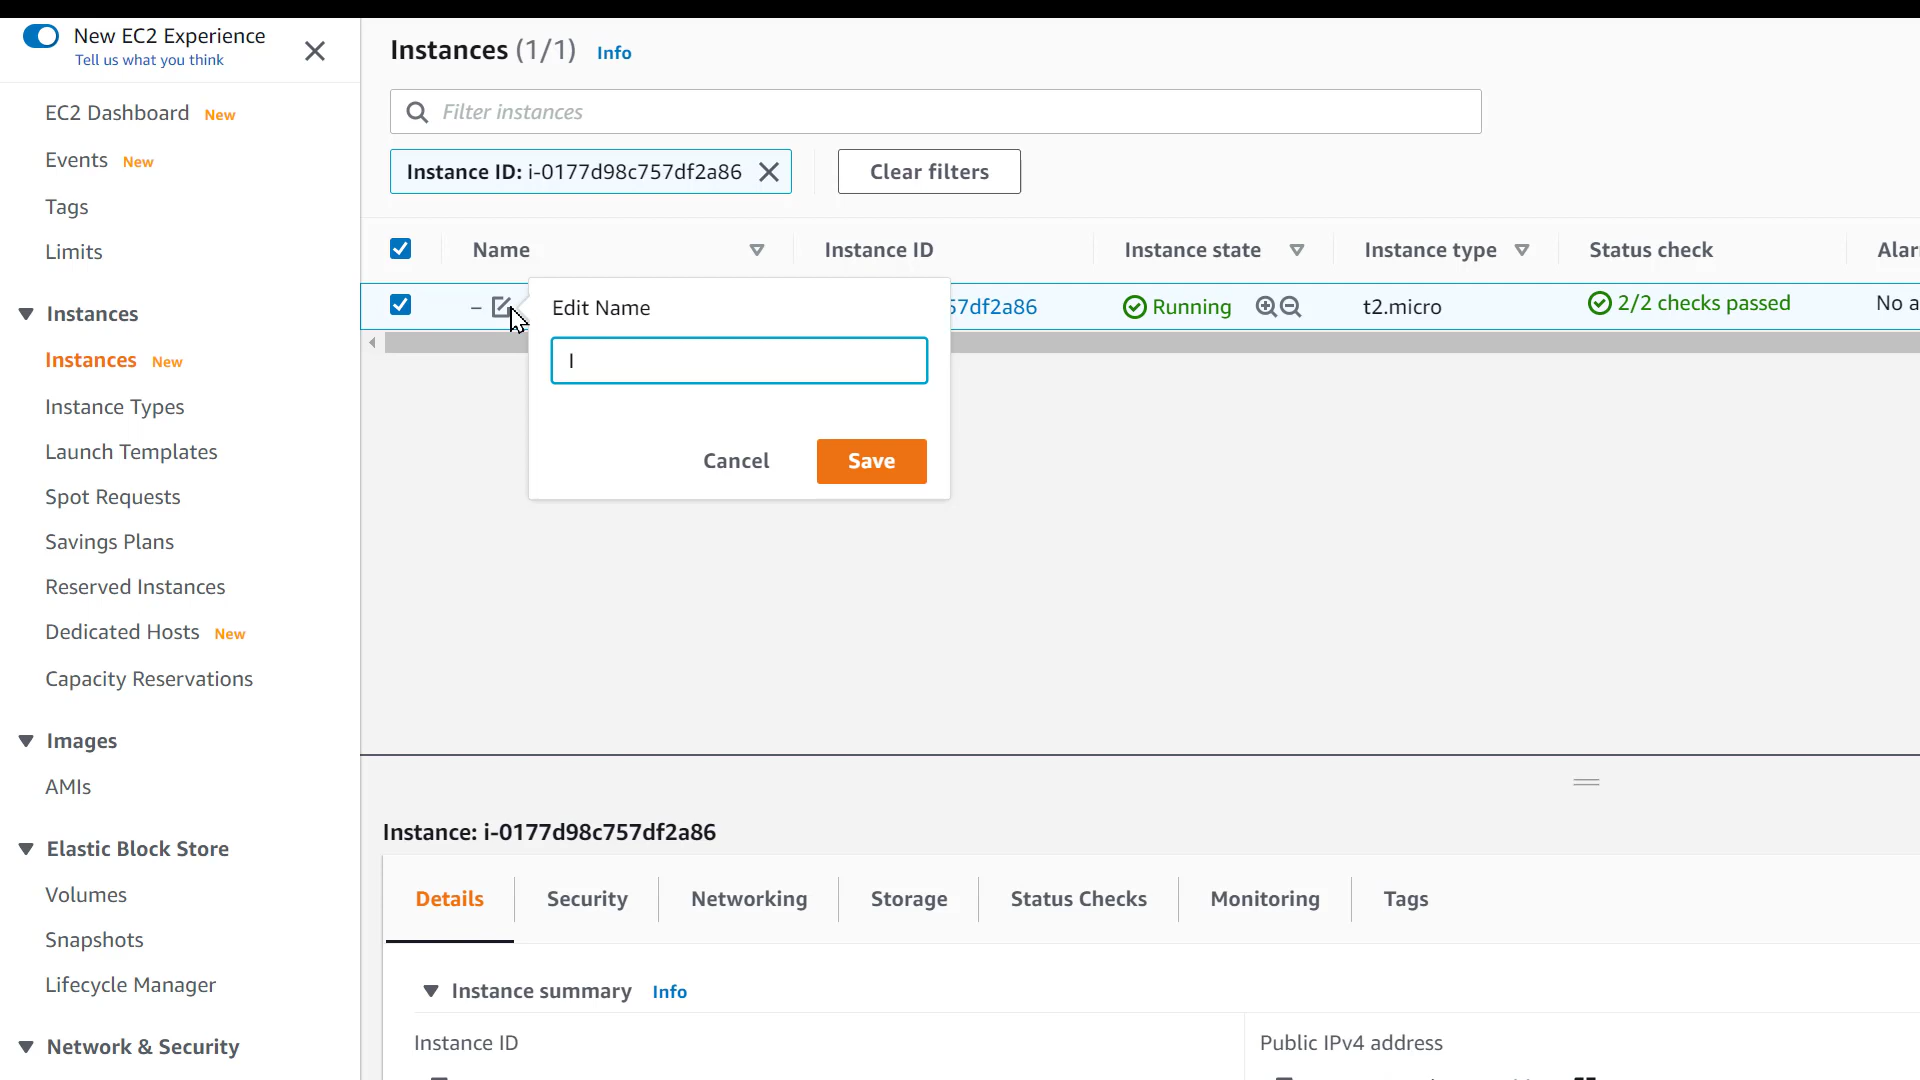 New EC2 Experience
Tell us what you think
EC2 Dashboard New
Events New
Tags
Limits
Instances
Instances New
Instance Types
Launch Templates
Spot Requests
Savings Plans
Reserved Instances
Dedicated Hosts New
Capacity Reservations
Images
AMIs
Elastic Block Store
Volumes
Snapshots
Lifecycle Manager
Network & Security
Instances (1/1) Info
Filter instances
Instance ID: i-0177d98c757df2a86
Clear filters
Name Instance ID Instance state Instance type Status check Alar
– 57df2a86 Running t2.micro 2/2 checks passed No a
Edit Name
Cancel Save
Instance: i-0177d98c757df2a86
Details Security Networking Storage Status Checks Monitoring Tags
Instance summary Info
Instance ID Public IPv4 address